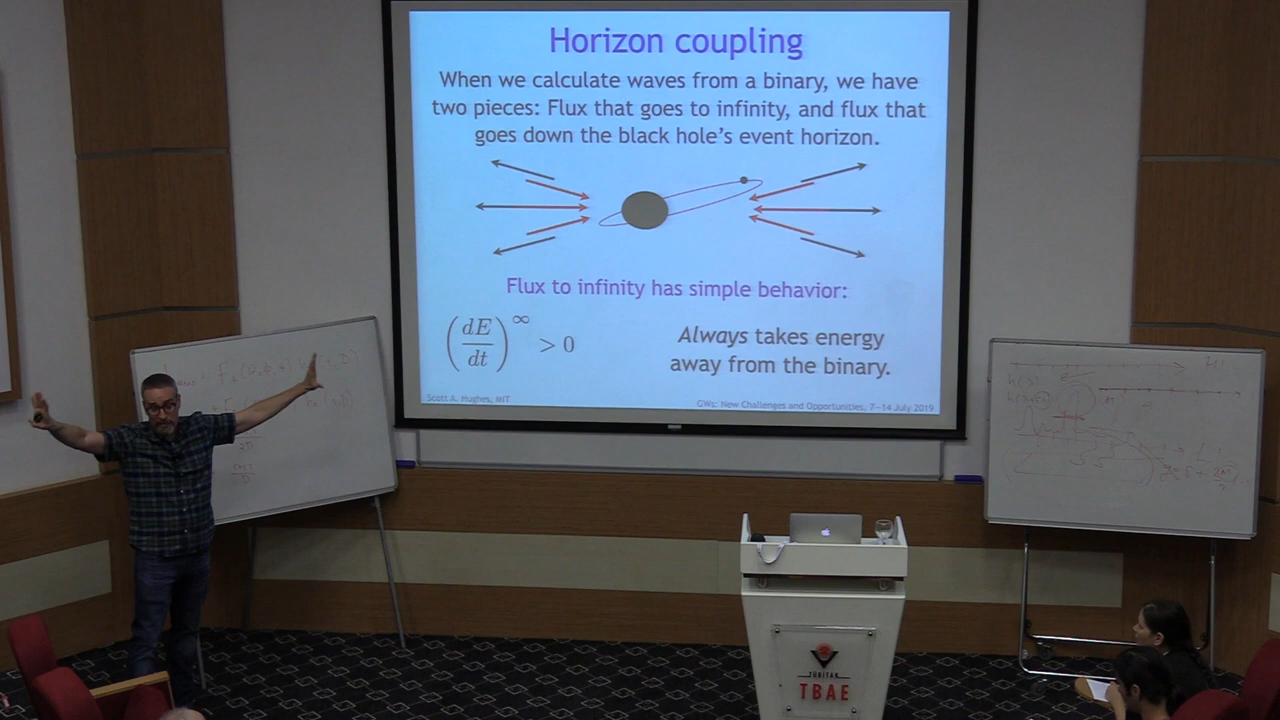 Horizon coupling
When we calculate waves from a binary, we have
two pieces: Flux that goes to infinity, and flux that
goes down the black hole's event horizon.
Flux to infinity has simple behavior:
(dE/dt)^∞ > 0
Always takes energy
away from the binary.
Scott A. Hughes, MIT
GWs: New Challenges and Opportunities, 7–14 July 2019
TÜBİTAK
TBAE